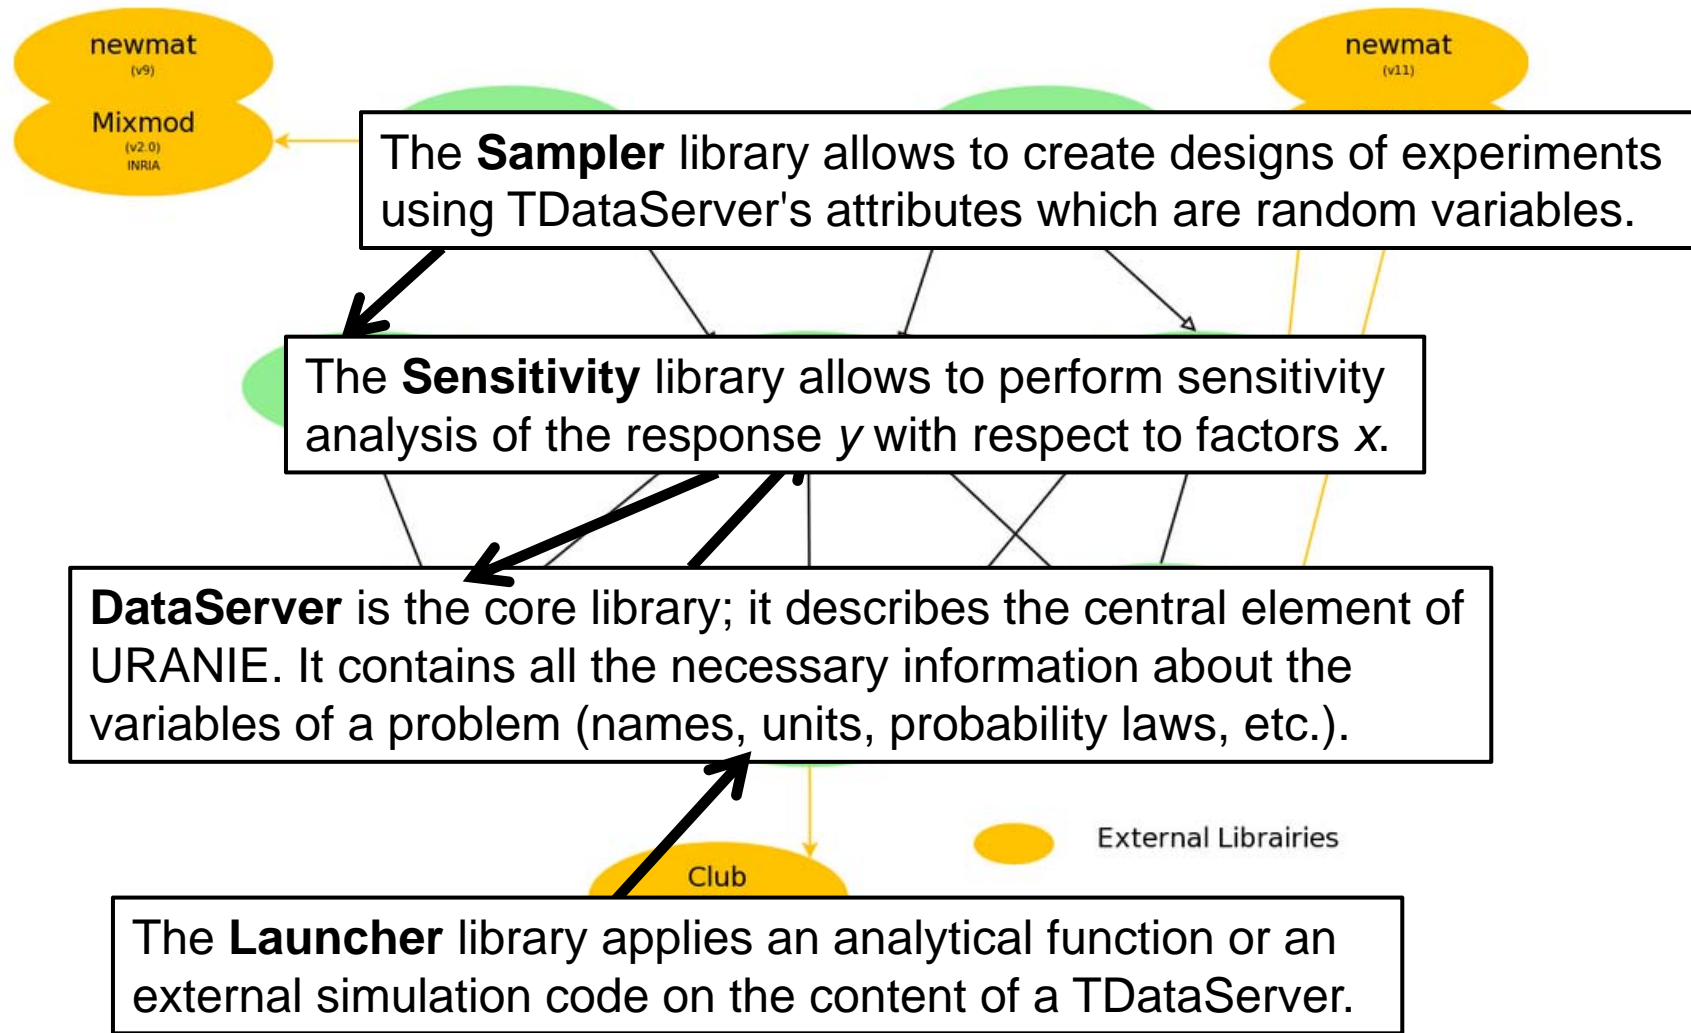 newmat
(v9)
Mixmod
(v2.0)
INRIA
newmat
(v11)
The Sampler library allows to create designs of experiments
using TDataServer's attributes which are random variables.
The Sensitivity library allows to perform sensitivity
analysis of the response y with respect to factors x.
DataServer is the core library; it describes the central element of
URANIE. It contains all the necessary information about the
variables of a problem (names, units, probability laws, etc.).
External Librairies
Club
The Launcher library applies an analytical function or an
external simulation code on the content of a TDataServer.